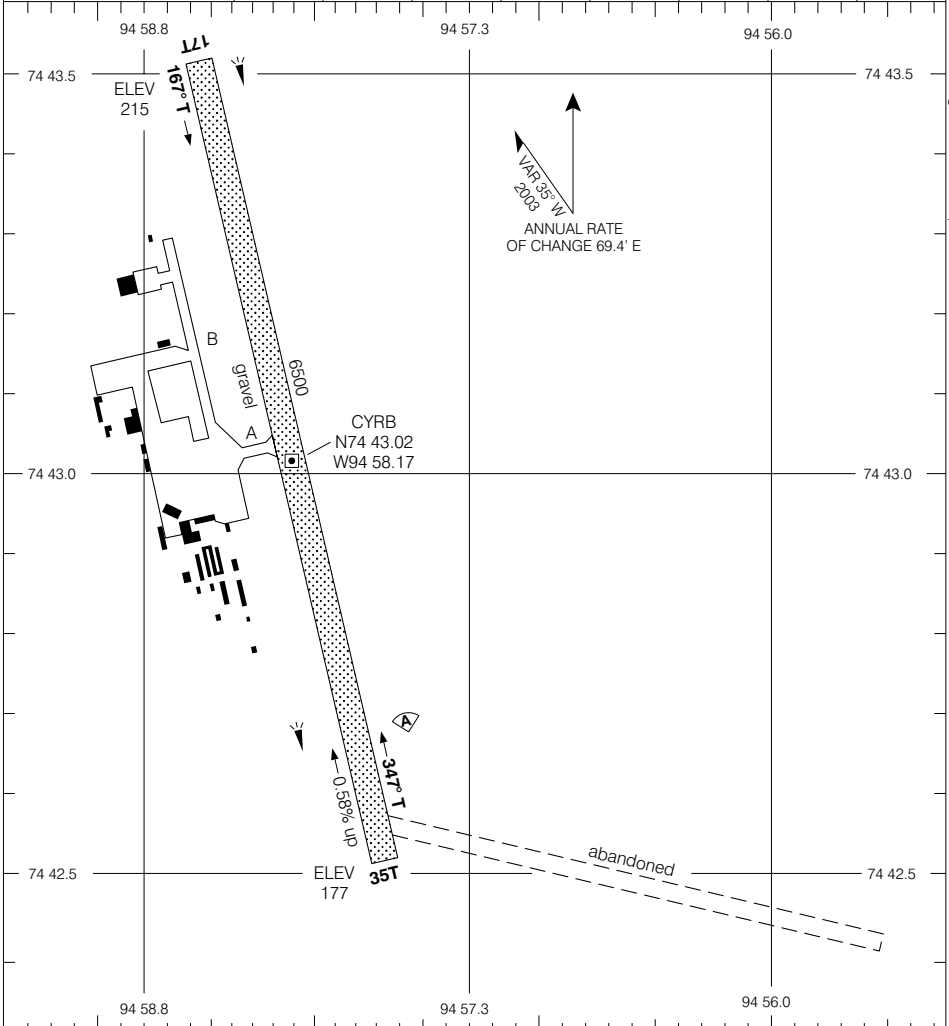 94 58.8
94 57.3
94 56.0
17T
74 43.5
74 43.5
167° T
ELEV
215
VAR 35° W
2003
ANNUAL RATE
OF CHANGE 69.4' E
B
gravel
6500
A
CYRB
N74 43.02
W94 58.17
74 43.0
74 43.0
A
347° T
0.58% up
abandoned
ELEV
177
35T
74 42.5
74 42.5
94 58.8
94 57.3
94 56.0